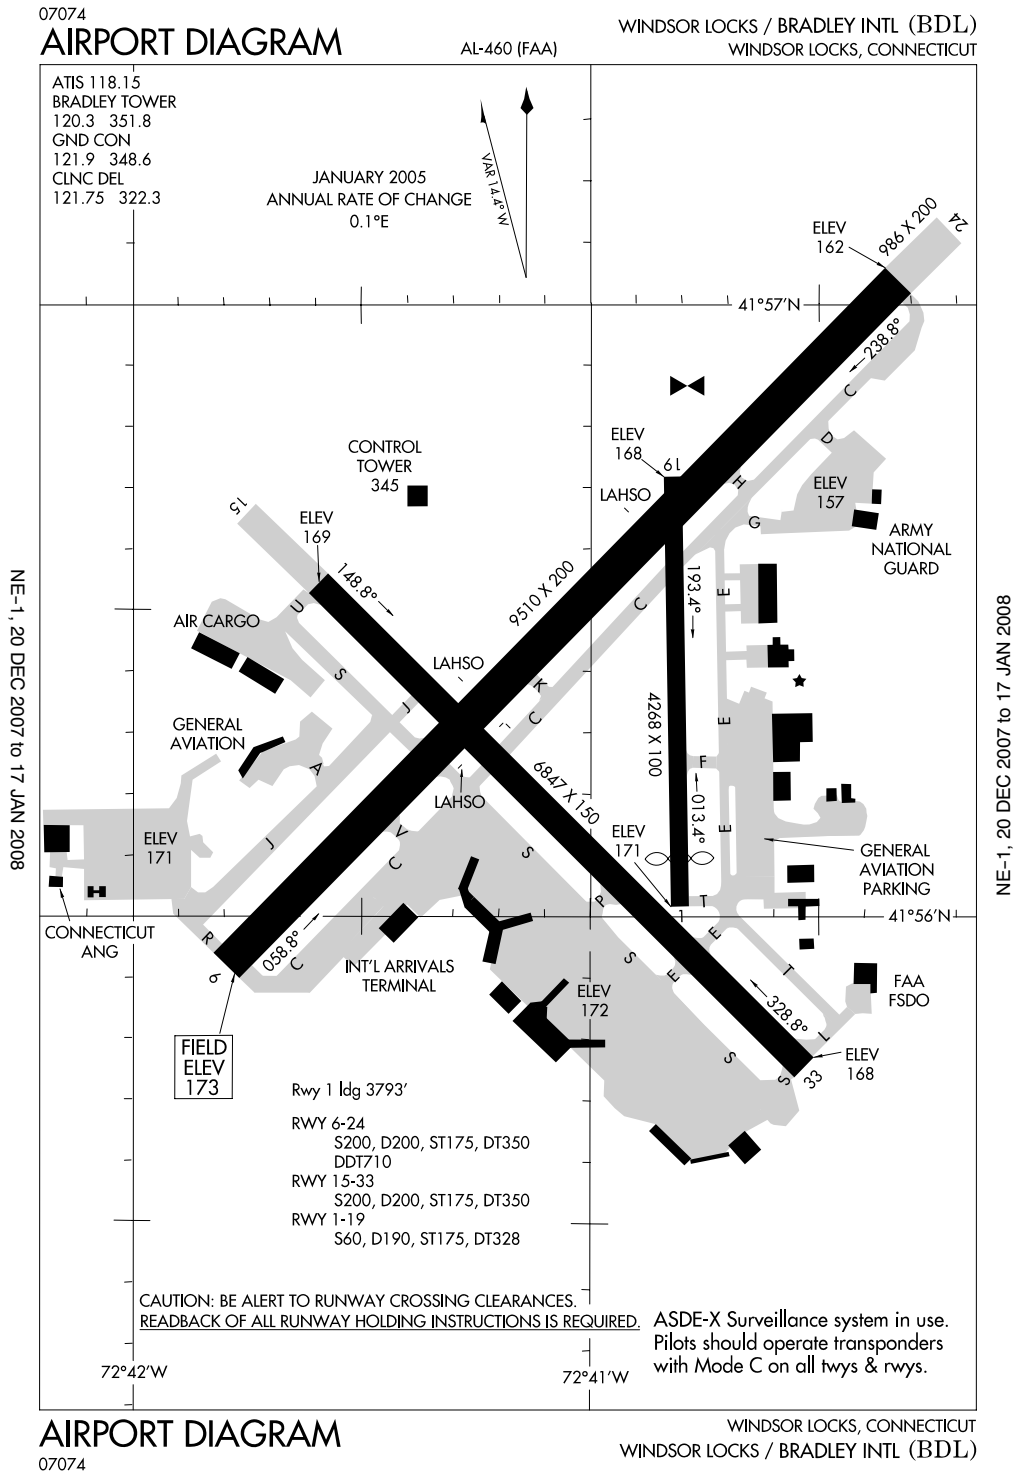 07074
AIRPORT DIAGRAM
AL-460 (FAA)
WINDSOR LOCKS / BRADLEY INTL (BDL)
WINDSOR LOCKS, CONNECTICUT
ATIS 118.15
BRADLEY TOWER
120.3 351.8
GND CON
121.9 348.6
CLNC DEL
121.75 322.3
JANUARY 2005
ANNUAL RATE OF CHANGE
0.1°E
VAR 14.4° W
ELEV
162
986 X 200
24
41°57'N
238.8°
C
D
H
G
ELEV
168
19
LAHSO
CONTROL
TOWER
345
ELEV
157
ARMY
NATIONAL
GUARD
15
ELEV
169
148.8°
U
AIR CARGO
S
J
LAHSO
9510 X 200
C
193.4°
E
E
K
C
4268 X 100
F
GENERAL
AVIATION
A
J
LAHSO
V
C
6847 X 150
013.4°
E
ELEV
171
GENERAL
AVIATION
PARKING
ELEV
171
CONNECTICUT
ANG
S
P
T
41°56'N
R
6
058.8°
C
INT'L ARRIVALS
TERMINAL
S
E
E
T
ELEV
172
328.8°
FAA
FSDO
L
ELEV
168
S
S
33
FIELD
ELEV
173
Rwy 1 ldg 3793'
RWY 6-24
S200, D200, ST175, DT350
DDT710
RWY 15-33
S200, D200, ST175, DT350
RWY 1-19
S60, D190, ST175, DT328
CAUTION: BE ALERT TO RUNWAY CROSSING CLEARANCES.
READBACK OF ALL RUNWAY HOLDING INSTRUCTIONS IS REQUIRED.
ASDE-X Surveillance system in use.
Pilots should operate transponders
with Mode C on all twys & rwys.
72°42'W
72°41'W
NE-1, 20 DEC 2007 to 17 JAN 2008
NE-1, 20 DEC 2007 to 17 JAN 2008
AIRPORT DIAGRAM
07074
WINDSOR LOCKS, CONNECTICUT
WINDSOR LOCKS / BRADLEY INTL (BDL)